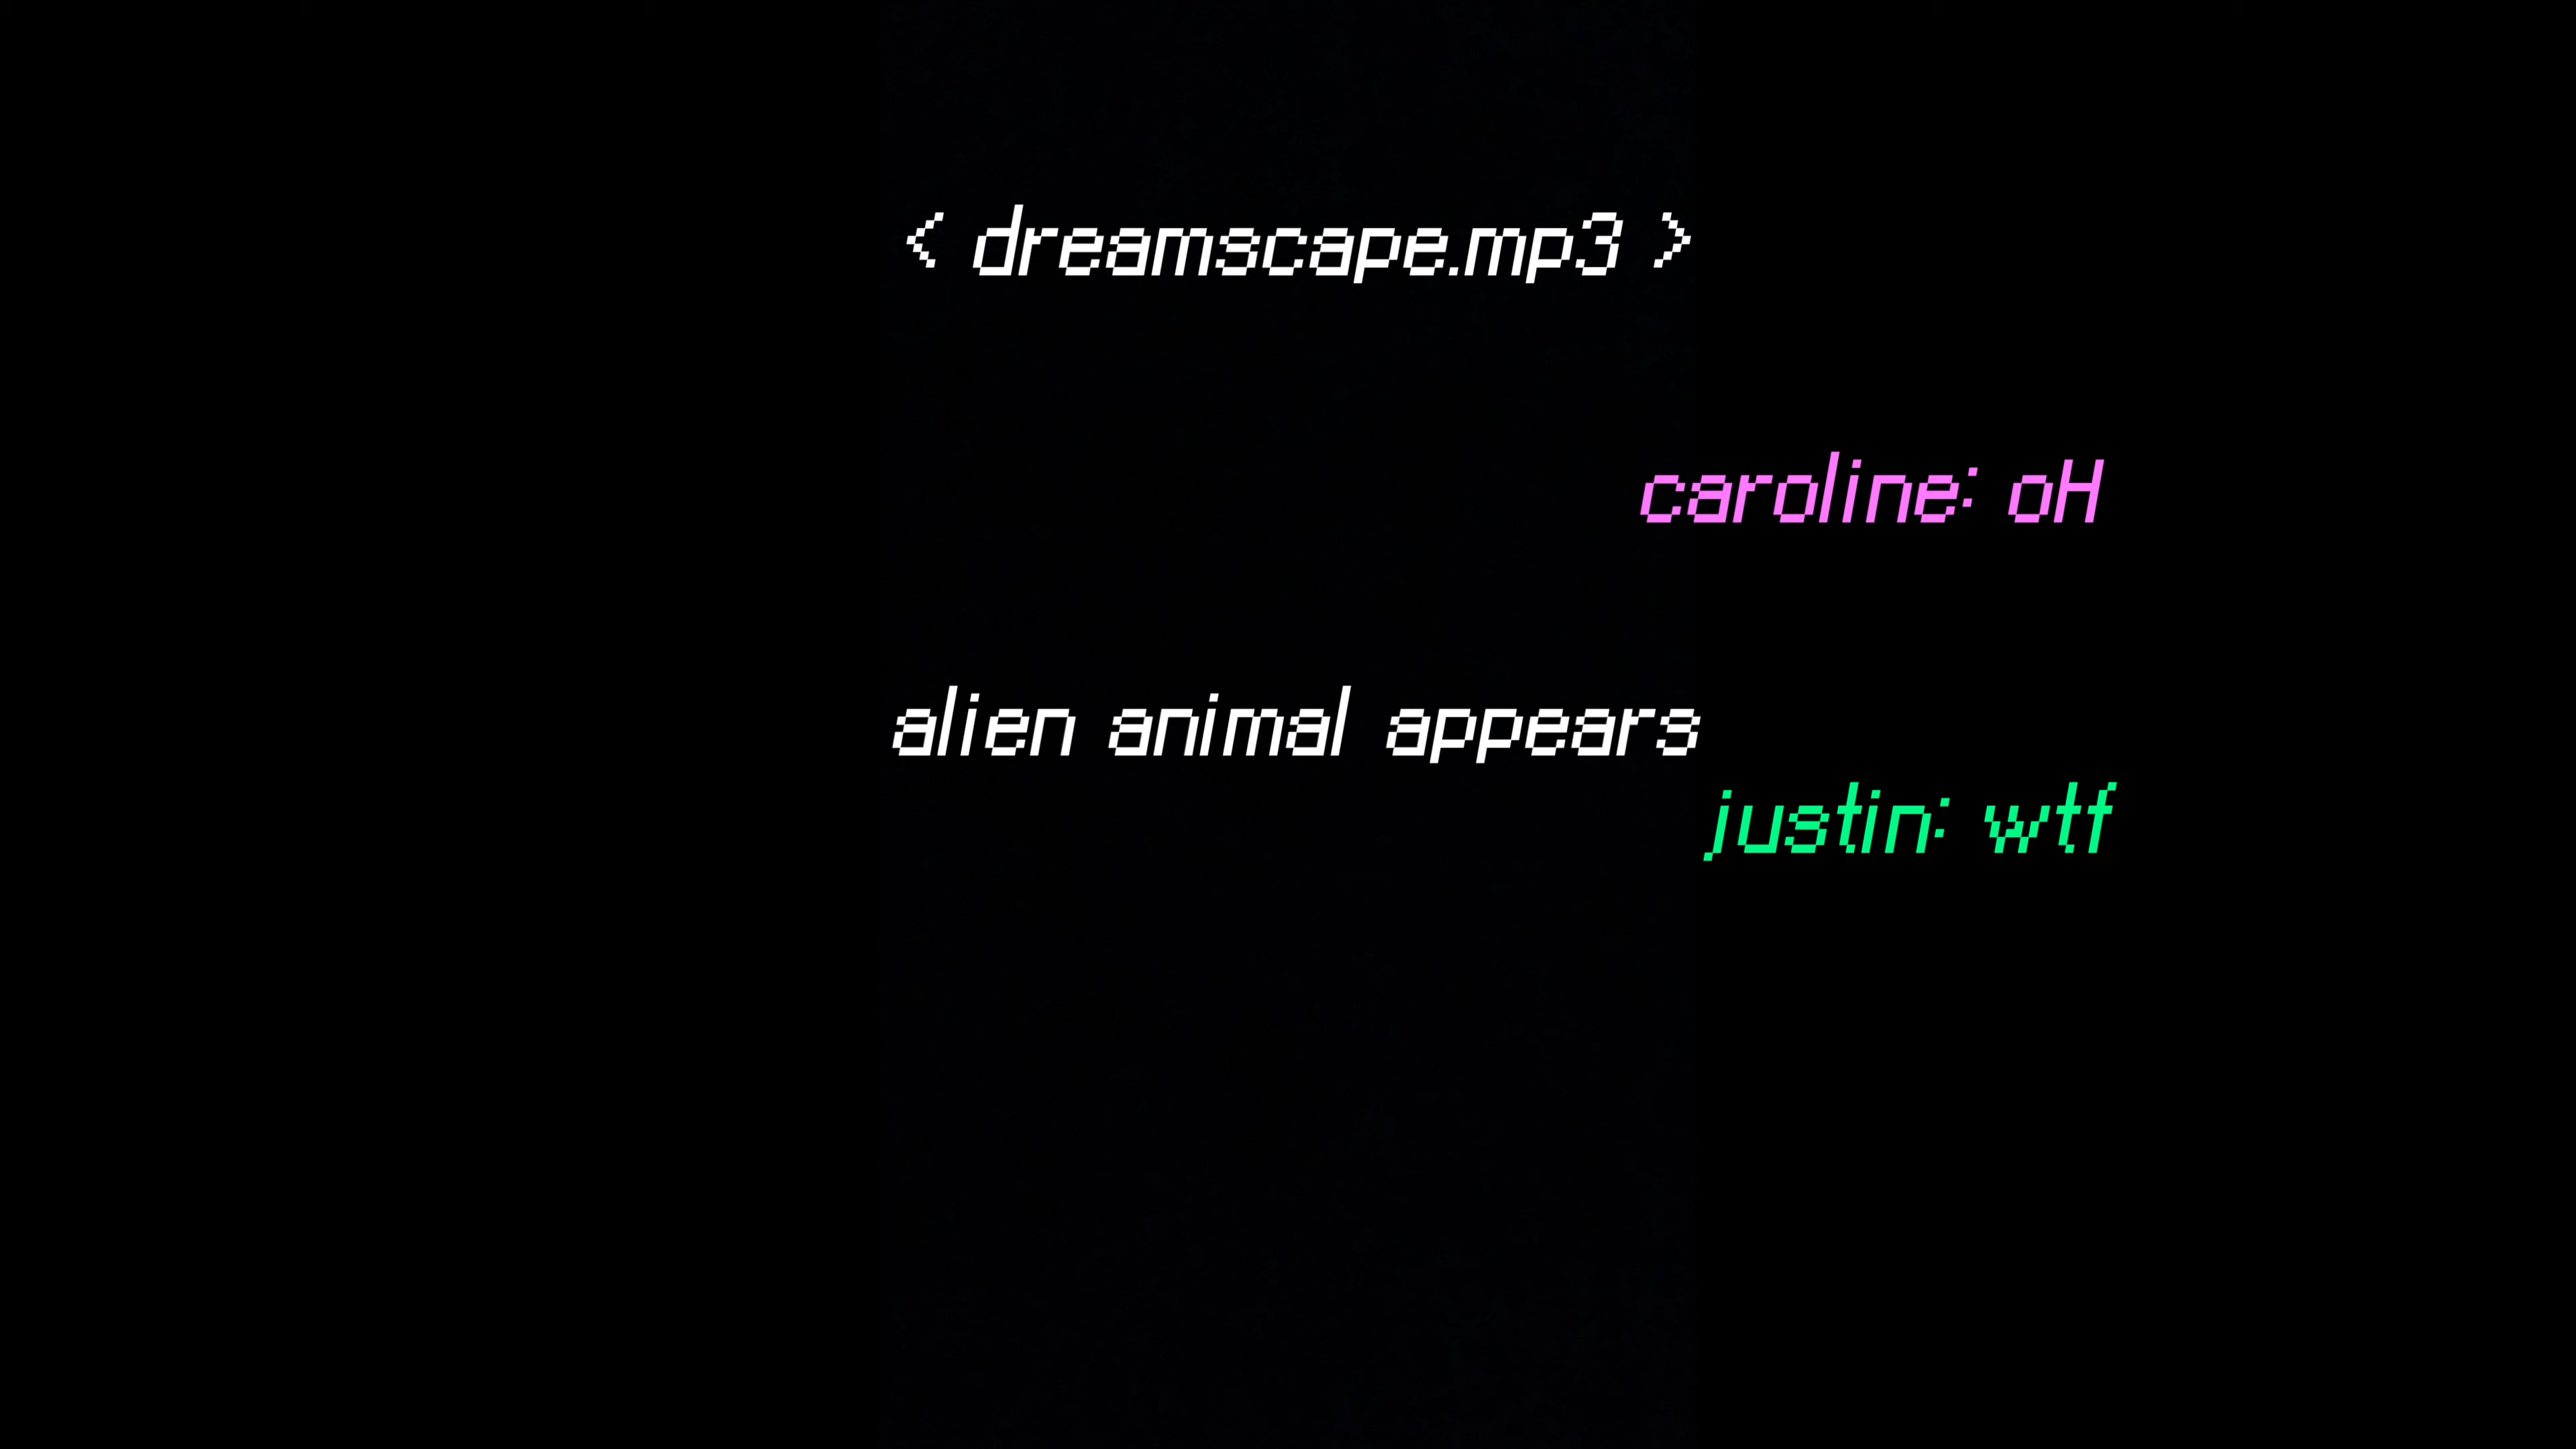 < dreamscape.mp3 >
caroline: oH
alien animal appears
justin: wtf